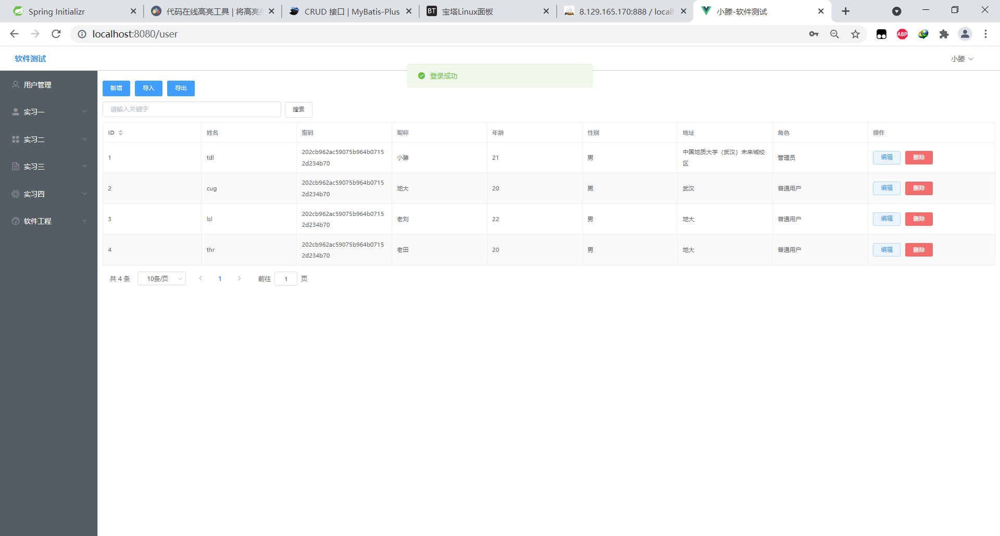 Spring Initializr
代码在线高亮工具 | 将高亮
CRUD 接口 | MyBatis-Plus
BT 宝塔Linux面板
8.129.165.170:888 / local
小滕-软件测试
localhost:8080/user
ABP
软件测试
小滕
登录成功
用户管理
实习一
实习二
实习三
实习四
软件工程
新增 导入 导出
请输入关键字 搜索
ID 姓名 密码 昵称 年龄 性别 地址 角色 操作
1 tdl 202cb962ac59075b964b0715 小滕 21 男 中国地质大学（武汉）未来城校 管理员 编辑 删除
2d234b70 区
2 cug 202cb962ac59075b964b0715 地大 20 男 武汉 普通用户 编辑 删除
2d234b70
3 lsl 202cb962ac59075b964b0715 老刘 22 男 地大 普通用户 编辑 删除
2d234b70
4 thr 202cb962ac59075b964b0715 老田 20 男 地大 普通用户 编辑 删除
2d234b70
共 4 条 10条/页 1 前往 1 页